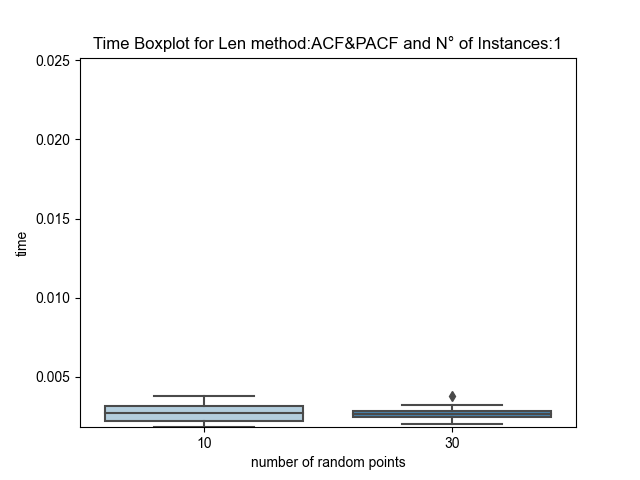 Time Boxplot for Len method:ACF&PACF and N° of Instances:1
0.025
0.020
0.015
0.010
0.005
time
10
30
number of random points